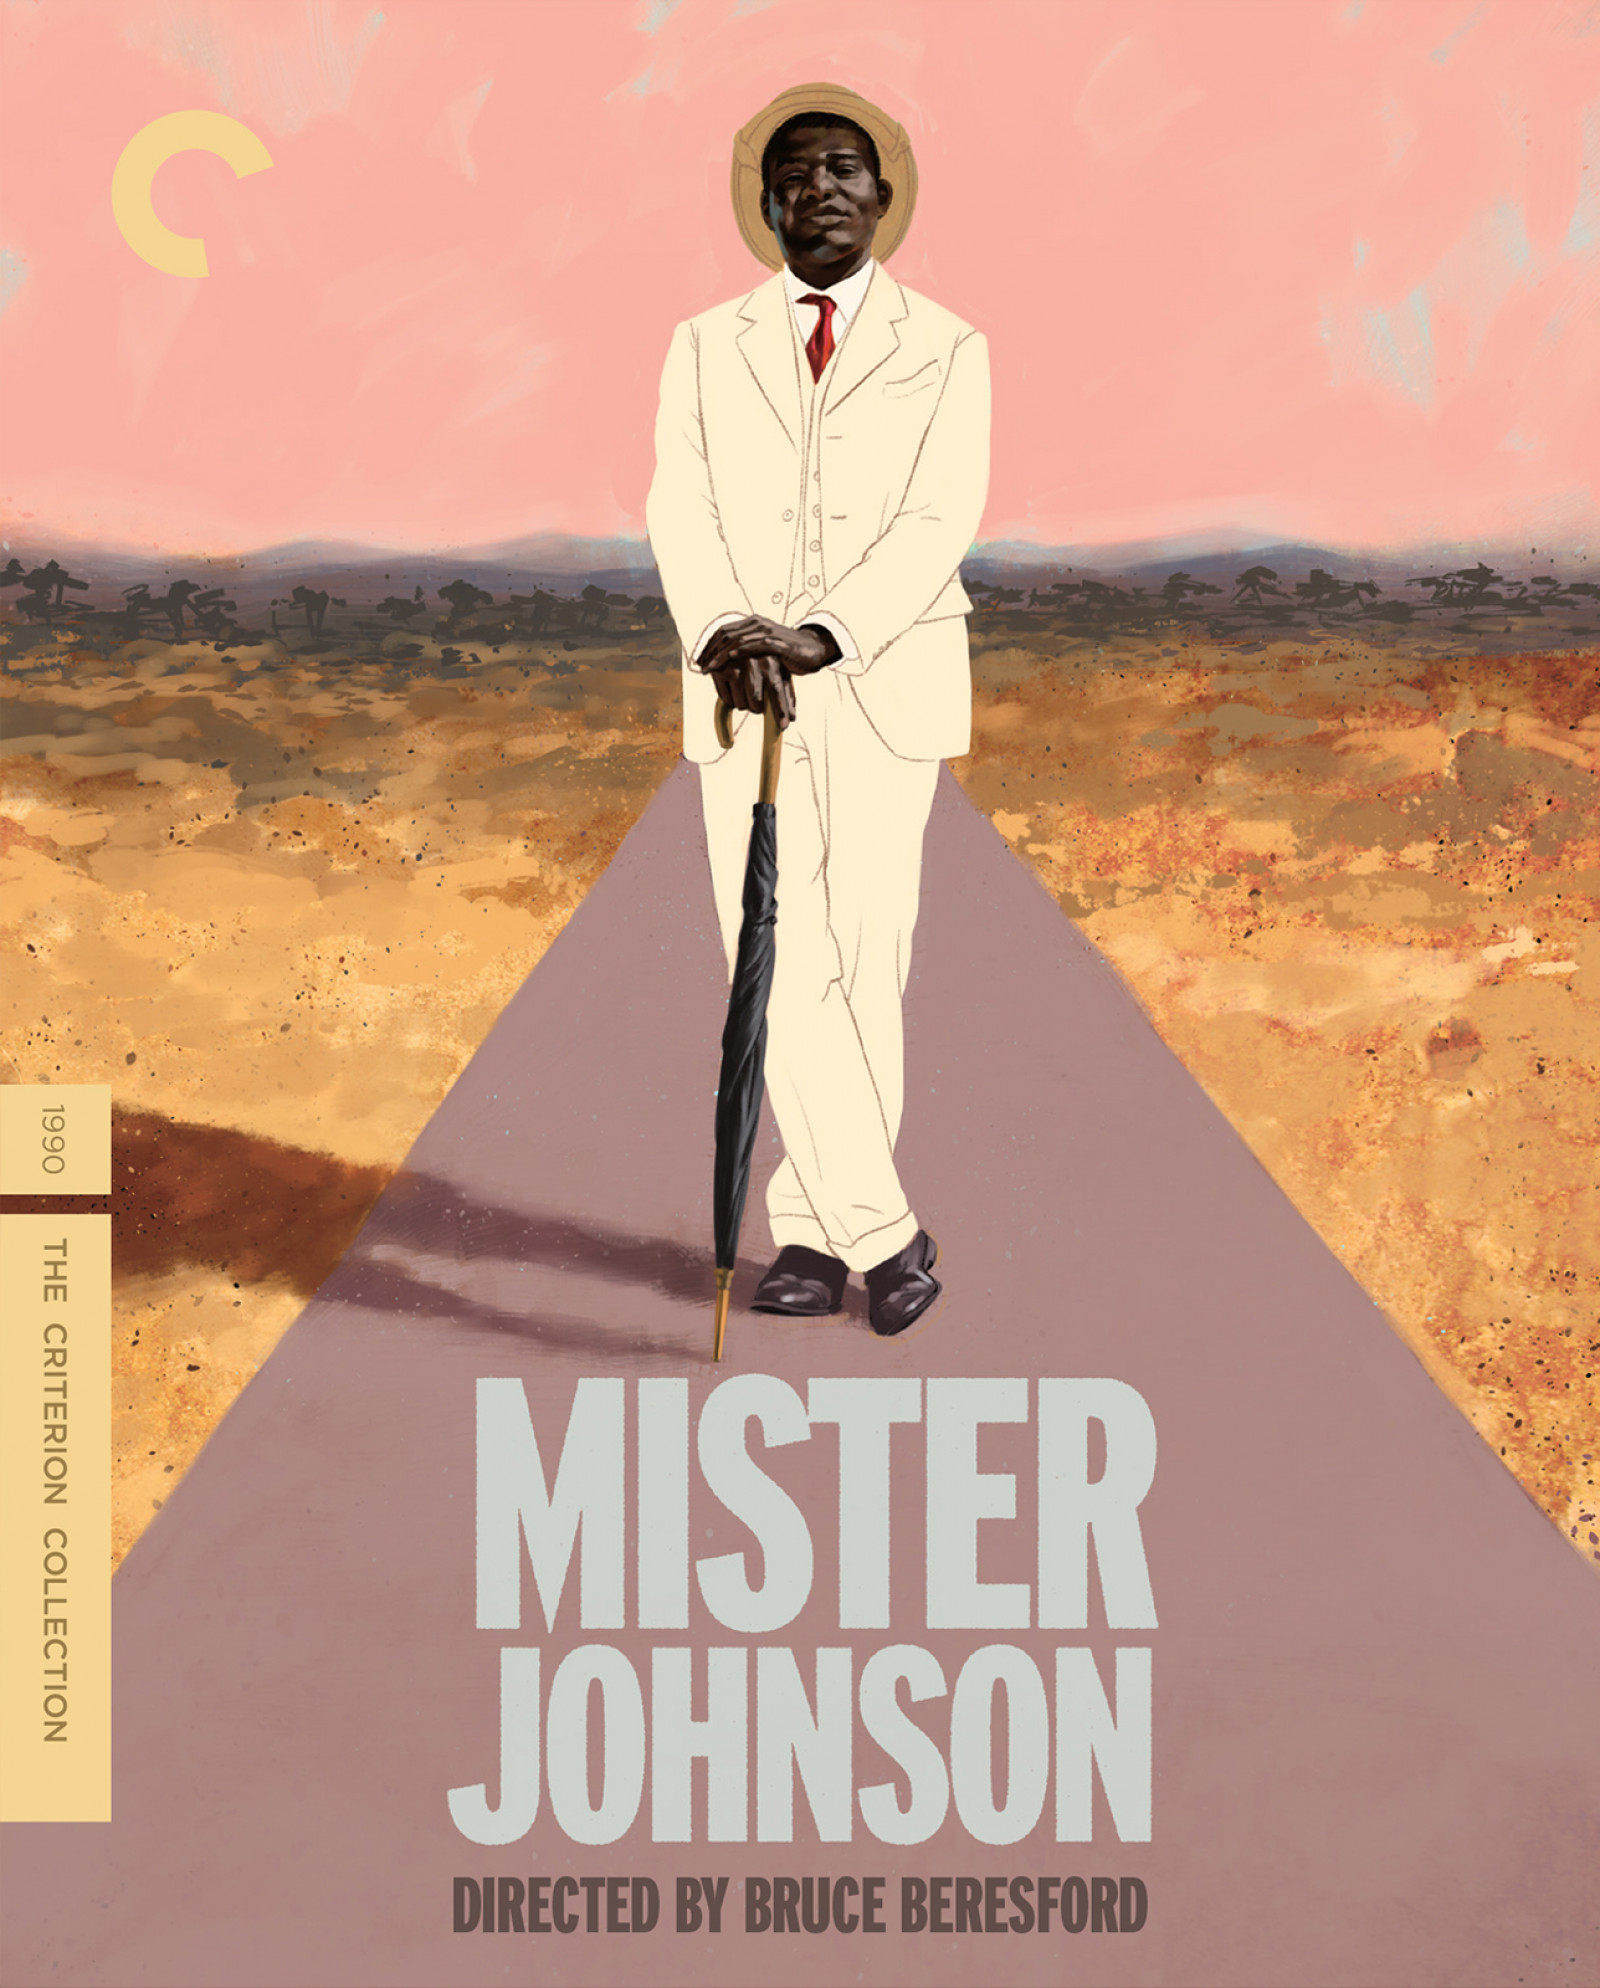 1990
THE CRITERION COLLECTION
MISTER
JOHNSON
DIRECTED BY BRUCE BERESFORD